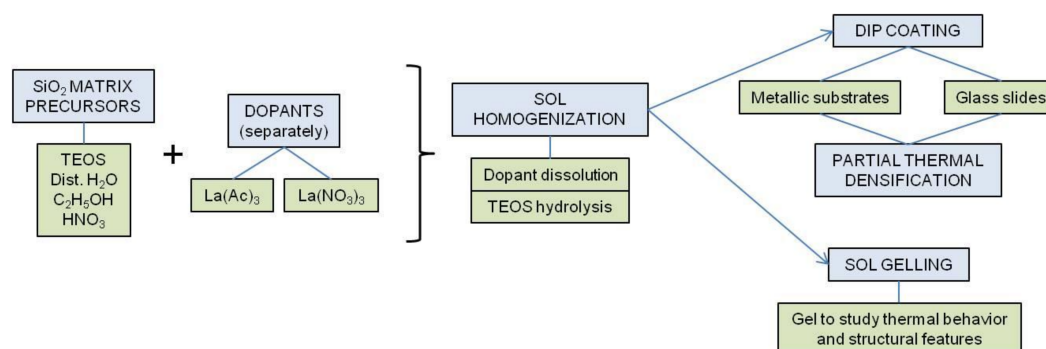 SiO₂ MATRIX
PRECURSORS
TEOS
Dist. H₂O
C₂H₅OH
HNO₃
+
DOPANTS
(separately)
La(Ac)₃
La(NO₃)₃
SOL
HOMOGENIZATION
Dopant dissolution
TEOS hydrolysis
DIP COATING
Metallic substrates
Glass slides
PARTIAL THERMAL
DENSIFICATION
SOL GELLING
Gel to study thermal behavior
and structural features